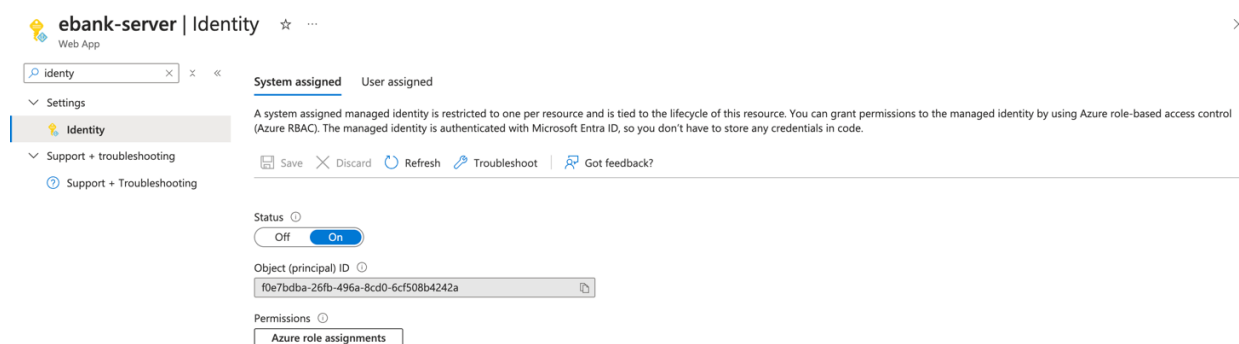 ebank-server | Identity
Web App
identy
Settings
Identity
Support + troubleshooting
Support + Troubleshooting
System assigned User assigned
A system assigned managed identity is restricted to one per resource and is tied to the lifecycle of this resource. You can grant permissions to the managed identity by using Azure role-based access control
(Azure RBAC). The managed identity is authenticated with Microsoft Entra ID, so you don't have to store any credentials in code.
Save Discard Refresh Troubleshoot Got feedback?
Status
Off On
Object (principal) ID
f0e7bdba-26fb-496a-8cd0-6cf508b4242a
Permissions
Azure role assignments